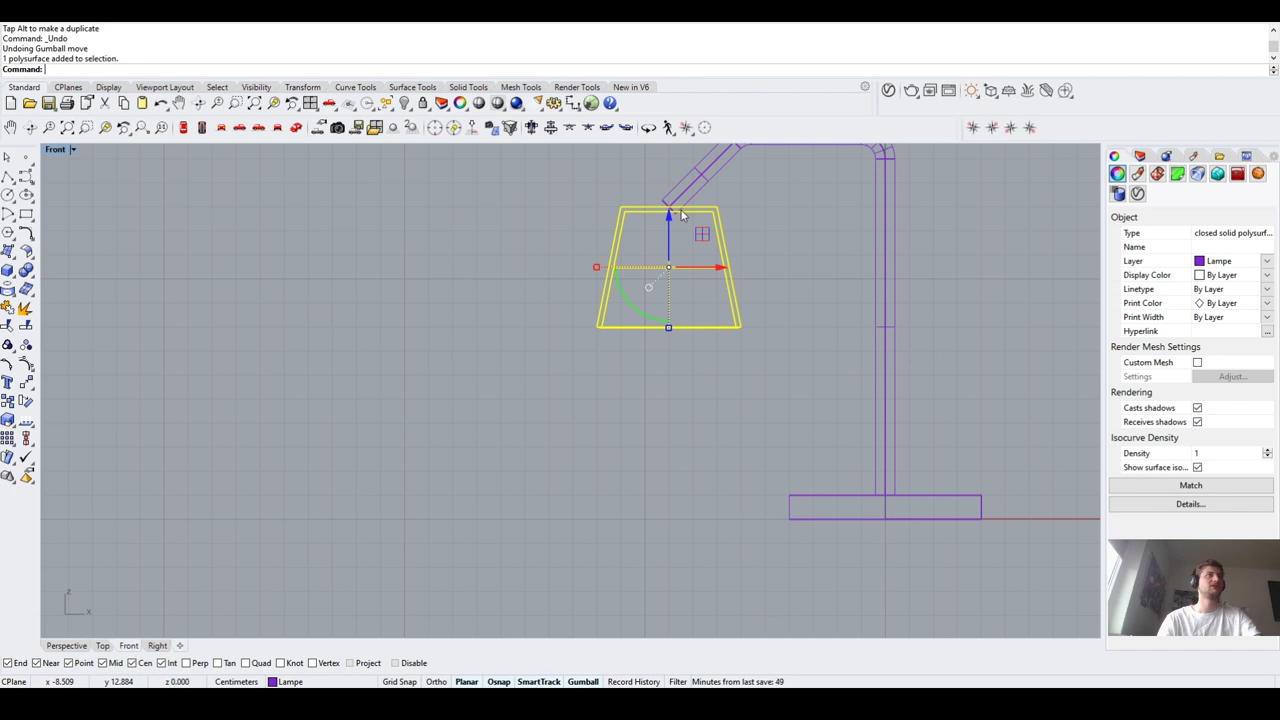 Tap Alt to make a duplicate
Command: _Undo
Undoing Gumball move
1 polysurface added to selection.
Command:
Standard CPlanes Display Viewport Layout Select Visibility Transform Curve Tools Surface Tools Solid Tools Mesh Tools Render Tools New in V6
Front
Object
Type closed solid polysurf...
Name
Layer Lampe
Display Color By Layer
Linetype By Layer
Print Color By Layer
Print Width By Layer
Hyperlink ...
Render Mesh Settings
Custom Mesh
Settings Adjust...
Rendering
Casts shadows
Receives shadows
Isocurve Density
Density 1
Show surface iso...
Match
Details...
z
x
Perspective Top Front Right
End Near Point Mid Cen Int Perp Tan Quad Knot Vertex Project Disable
CPlane x -8.509 y 12.884 z 0.000 Centimeters Lampe Grid Snap Ortho Planar Osnap SmartTrack Gumball Record History Filter Minutes from last save: 49